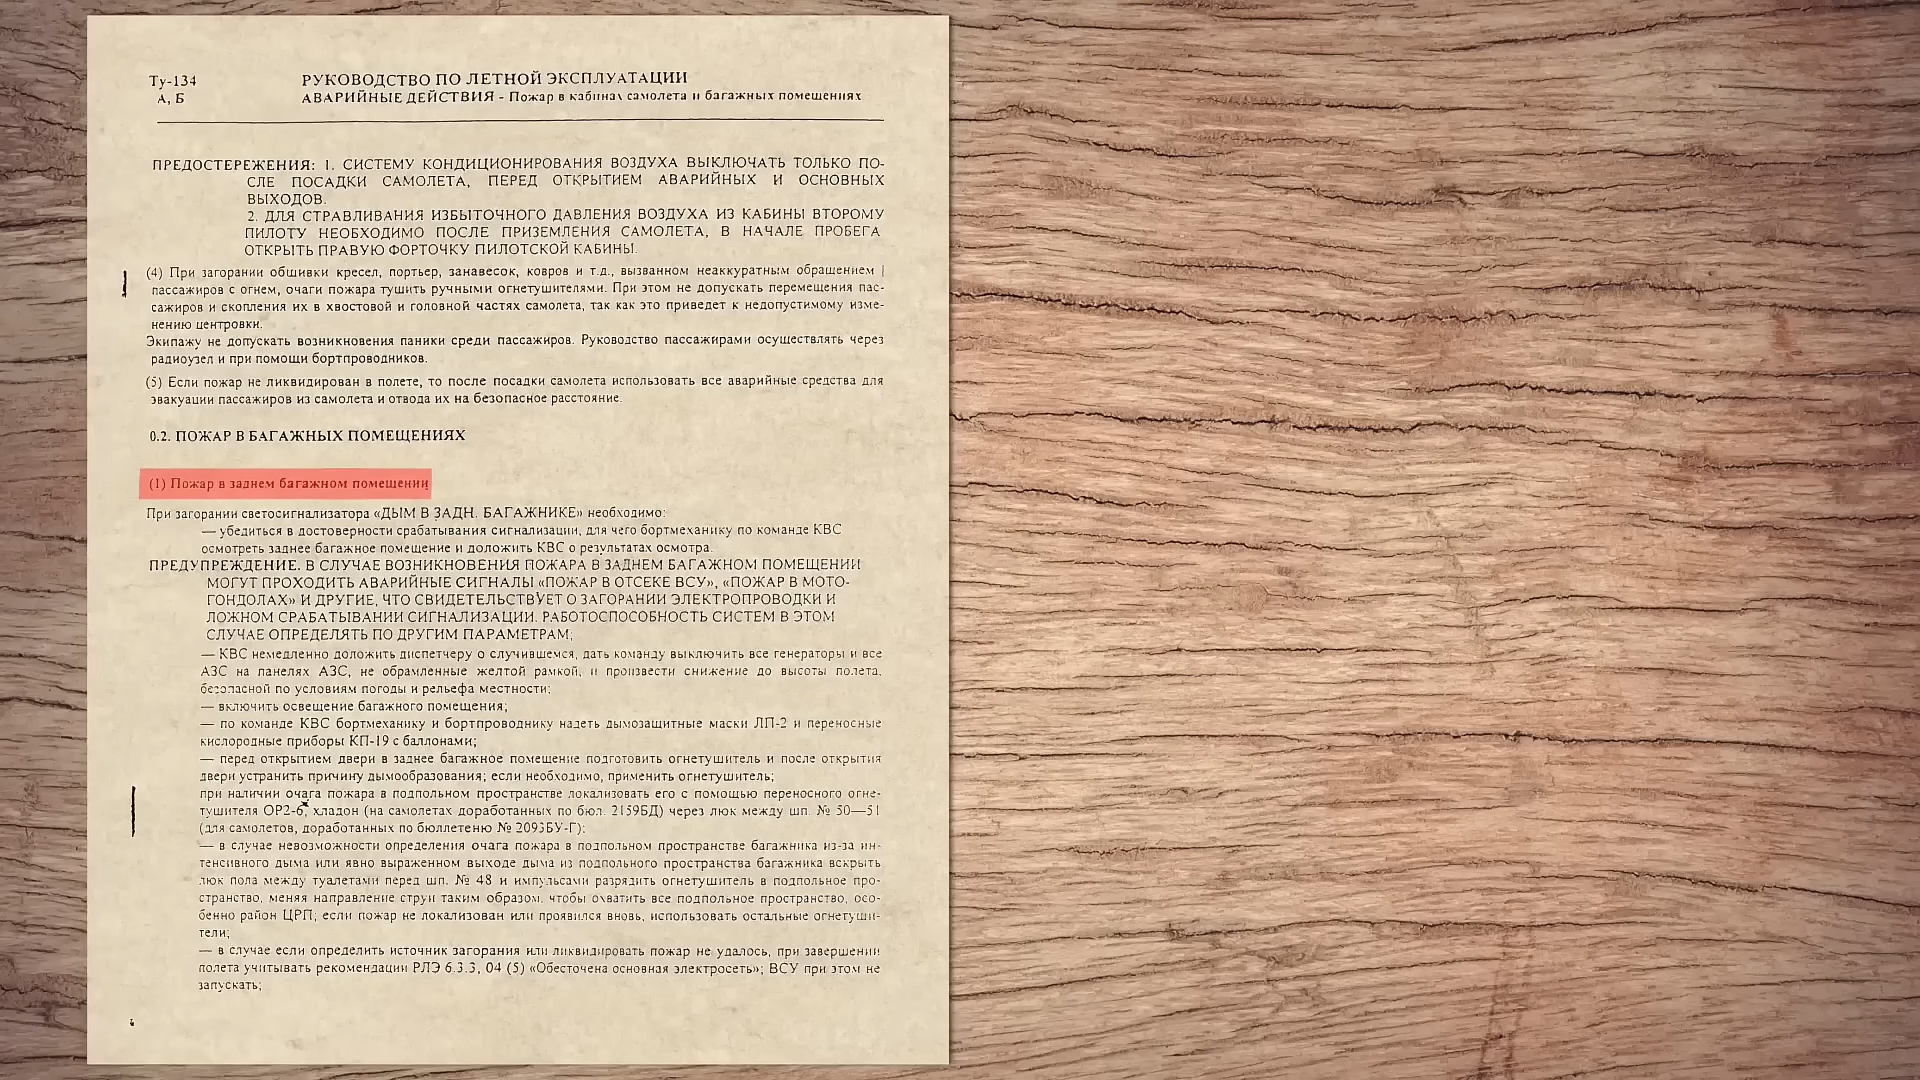 Ту-134
РУКОВОДСТВО ПО ЛЕТНОЙ ЭКСПЛУАТАЦИИ
А, Б
АВАРИЙНЫЕ ДЕЙСТВИЯ - Пожар в кабинах самолета и багажных помещениях
ПРЕДОСТЕРЕЖЕНИЯ: 1. СИСТЕМУ КОНДИЦИОНИРОВАНИЯ ВОЗДУХА ВЫКЛЮЧАТЬ ТОЛЬКО ПО-
СЛЕ ПОСАДКИ САМОЛЕТА, ПЕРЕД ОТКРЫТИЕМ АВАРИЙНЫХ И ОСНОВНЫХ
ВЫХОДОВ.
2. ДЛЯ СТРАВЛИВАНИЯ ИЗБЫТОЧНОГО ДАВЛЕНИЯ ВОЗДУХА ИЗ КАБИНЫ ВТОРОМУ
ПИЛОТУ НЕОБХОДИМО ПОСЛЕ ПРИЗЕМЛЕНИЯ САМОЛЕТА, В НАЧАЛЕ ПРОБЕГА
ОТКРЫТЬ ПРАВУЮ ФОРТОЧКУ ПИЛОТСКОЙ КАБИНЫ.
(4) При загорании обшивки кресел, портьер, занавесок, ковров и т.д., вызванном неаккуратным обращением
пассажиров с огнем, очаги пожара тушить ручными огнетушителями. При этом не допускать перемещения пас-
сажиров и скопления их в хвостовой и головной частях самолета, так как это приведет к недопустимому изме-
нению центровки.
Экипажу не допускать возникновения паники среди пассажиров. Руководство пассажирами осуществлять через
радиоузел и при помощи бортпроводников.
(5) Если пожар не ликвидирован в полете, то после посадки самолета использовать все аварийные средства для
эвакуации пассажиров из самолета и отвода их на безопасное расстояние.
0.2. ПОЖАР В БАГАЖНЫХ ПОМЕЩЕНИЯХ
(1) Пожар в заднем багажном помещении
При загорании светосигнализатора «ДЫМ В ЗАДН. БАГАЖНИКЕ» необходимо:
— убедиться в достоверности срабатывания сигнализации, для чего бортмеханику по команде КВС
осмотреть заднее багажное помещение и доложить КВС о результатах осмотра.
ПРЕДУПРЕЖДЕНИЕ. В СЛУЧАЕ ВОЗНИКНОВЕНИЯ ПОЖАРА В ЗАДНЕМ БАГАЖНОМ ПОМЕЩЕНИИ
МОГУТ ПРОХОДИТЬ АВАРИЙНЫЕ СИГНАЛЫ «ПОЖАР В ОТСЕКЕ ВСУ», «ПОЖАР В МОТО-
ГОНДОЛАХ» И ДРУГИЕ, ЧТО СВИДЕТЕЛЬСТВУЕТ О ЗАГОРАНИИ ЭЛЕКТРОПРОВОДКИ И
ЛОЖНОМ СРАБАТЫВАНИИ СИГНАЛИЗАЦИИ. РАБОТОСПОСОБНОСТЬ СИСТЕМ В ЭТОМ
СЛУЧАЕ ОПРЕДЕЛЯТЬ ПО ДРУГИМ ПАРАМЕТРАМ;
— КВС немедленно доложить диспетчеру о случившемся, дать команду выключить все генераторы и все
АЗС на панелях АЗС, не обрамленные желтой рамкой, и произвести снижение до высоты полета,
безопасной по условиям погоды и рельефа местности;
— включить освещение багажного помещения;
— по команде КВС бортмеханику и бортпроводнику надеть дымозащитные маски ЛП-2 и переносные
кислородные приборы КП-19 с баллонами;
— перед открытием двери в заднее багажное помещение подготовить огнетушитель и после открытия
двери устранить причину дымообразования; если необходимо, применить огнетушитель;
при наличии очага пожара в подпольном пространстве локализовать его с помощью переносного огне-
тушителя ОР2-6, хладон (на самолетах доработанных по бюл. 2159БД) через люк между шп. № 50—51
(для самолетов, доработанных по бюллетеню № 2093БУ-Г);
— в случае невозможности определения очага пожара в подпольном пространстве багажника из-за ин-
тенсивного дыма или явно выраженном выходе дыма из подпольного пространства багажника вскрыть
люк пола между туалетами перед шп. № 48 и импульсами разрядить огнетушитель в подпольное про-
странство, меняя направление струи таким образом, чтобы охватить все подпольное пространство, осо-
бенно район ЦРП; если пожар не локализован или проявился вновь, использовать остальные огнетуши-
тели;
— в случае если определить источник загорания или ликвидировать пожар не удалось, при завершении
полета учитывать рекомендации РЛЭ 6.3.3, 04 (5) «Обесточена основная электросеть»; ВСУ при этом не
запускать;